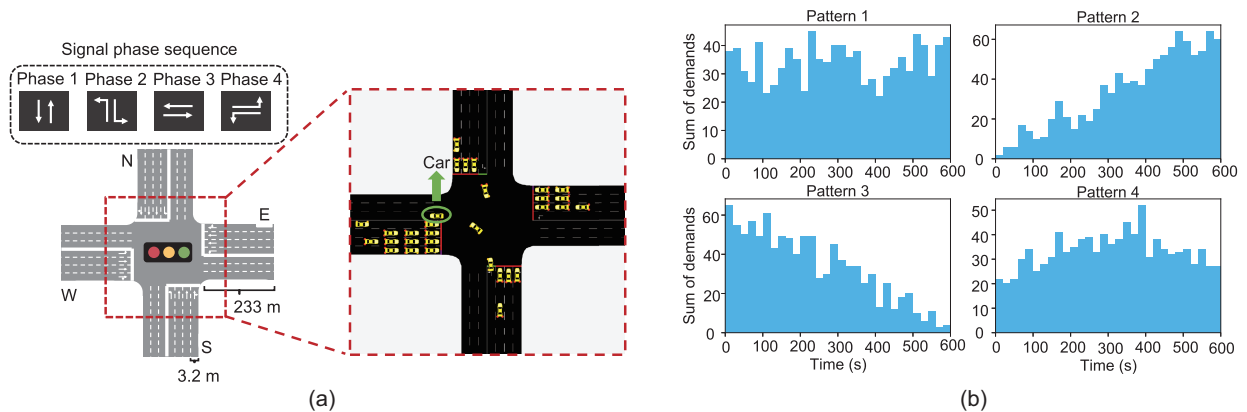 Signal phase sequence
Phase 1 Phase 2 Phase 3 Phase 4
N
E
W
S
233 m
3.2 m
Car
(a)
Pattern 1
Sum of demands
40
30
20
10
0
0 100 200 300 400 500 600
Pattern 2
60
40
20
0
0 100 200 300 400 500 600
Pattern 3
Sum of demands
60
40
20
0
0 100 200 300 400 500 600
Time (s)
Pattern 4
50
40
30
20
10
0
0 100 200 300 400 500 600
Time (s)
(b)